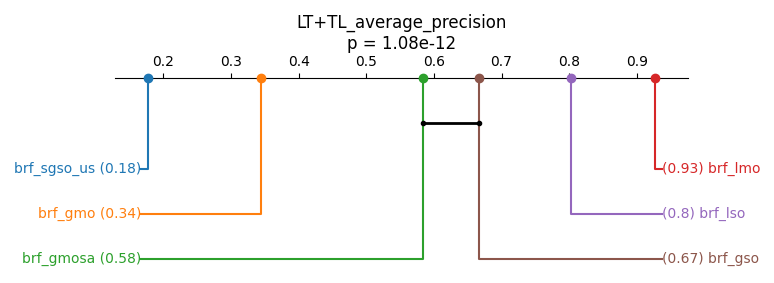 LT+TL_average_precision
p = 1.08e-12
0.2 0.3 0.4 0.5 0.6 0.7 0.8 0.9
brf_sgso_us (0.18) (0.93) brf_lmo
brf_gmo (0.34) (0.8) brf_lso
brf_gmosa (0.58) (0.67) brf_gso